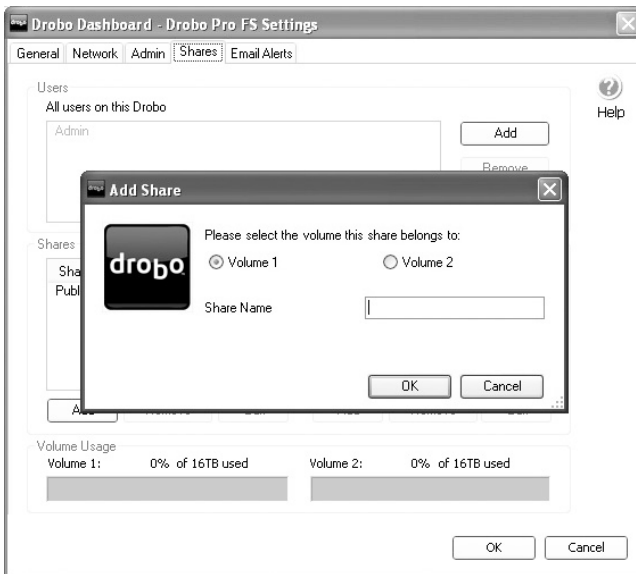 drobo Drobo Dashboard - Drobo Pro FS Settings
General Network Admin Shares Email Alerts
Users
All users on this Drobo
Admin
Add
Help
Remove
drobo Add Share
Please select the volume this share belongs to:
drobo
Volume 1 Volume 2
Shares
Sha
Publ
Share Name
OK Cancel
Volume Usage
Volume 1: 0% of 16TB used Volume 2: 0% of 16TB used
OK Cancel